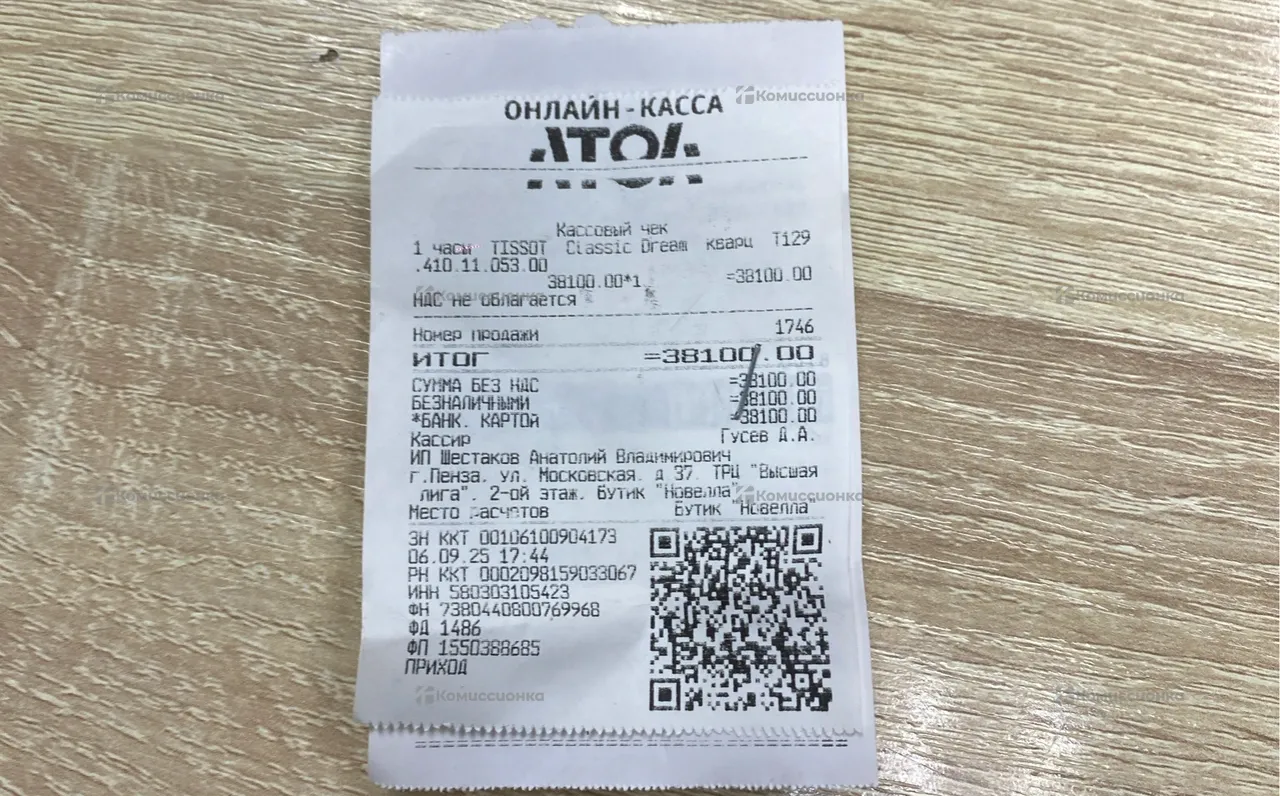 ОНЛАЙН-КАССА
АТОЛ
Кассовый чек
1 часы TISSOT Classic Dream кварц T129
.410.11.053.00
38100.00*1 =38100.00
НДС не облагается
Номер продажи 1746
ИТОГ =38100.00
СУММА БЕЗ НДС =38100.00
БЕЗНАЛИЧНЫМИ =38100.00
*БАНК. КАРТОЙ =38100.00
Кассир Гусев Д.А.
ИП Шестаков Анатолий Владимирович
г.Пенза. ул. Московская. д 37. ТРЦ "Высшая
лига". 2-ой этаж. Бутик "Новелла"
Место расчетов Бутик "Новелла"
ЗН ККТ 00106100904173
06.09.25 17:44
РН ККТ 0002098159033067
ИНН 580303105423
ФН 7380440800769968
ФД 1486
ФП 1550388685
ПРИХОД
Комиссионка
Комиссионка
Комиссионка
Комиссионка
Комиссионка
Комиссионка
Комиссионка
Комиссионка
Комиссионка